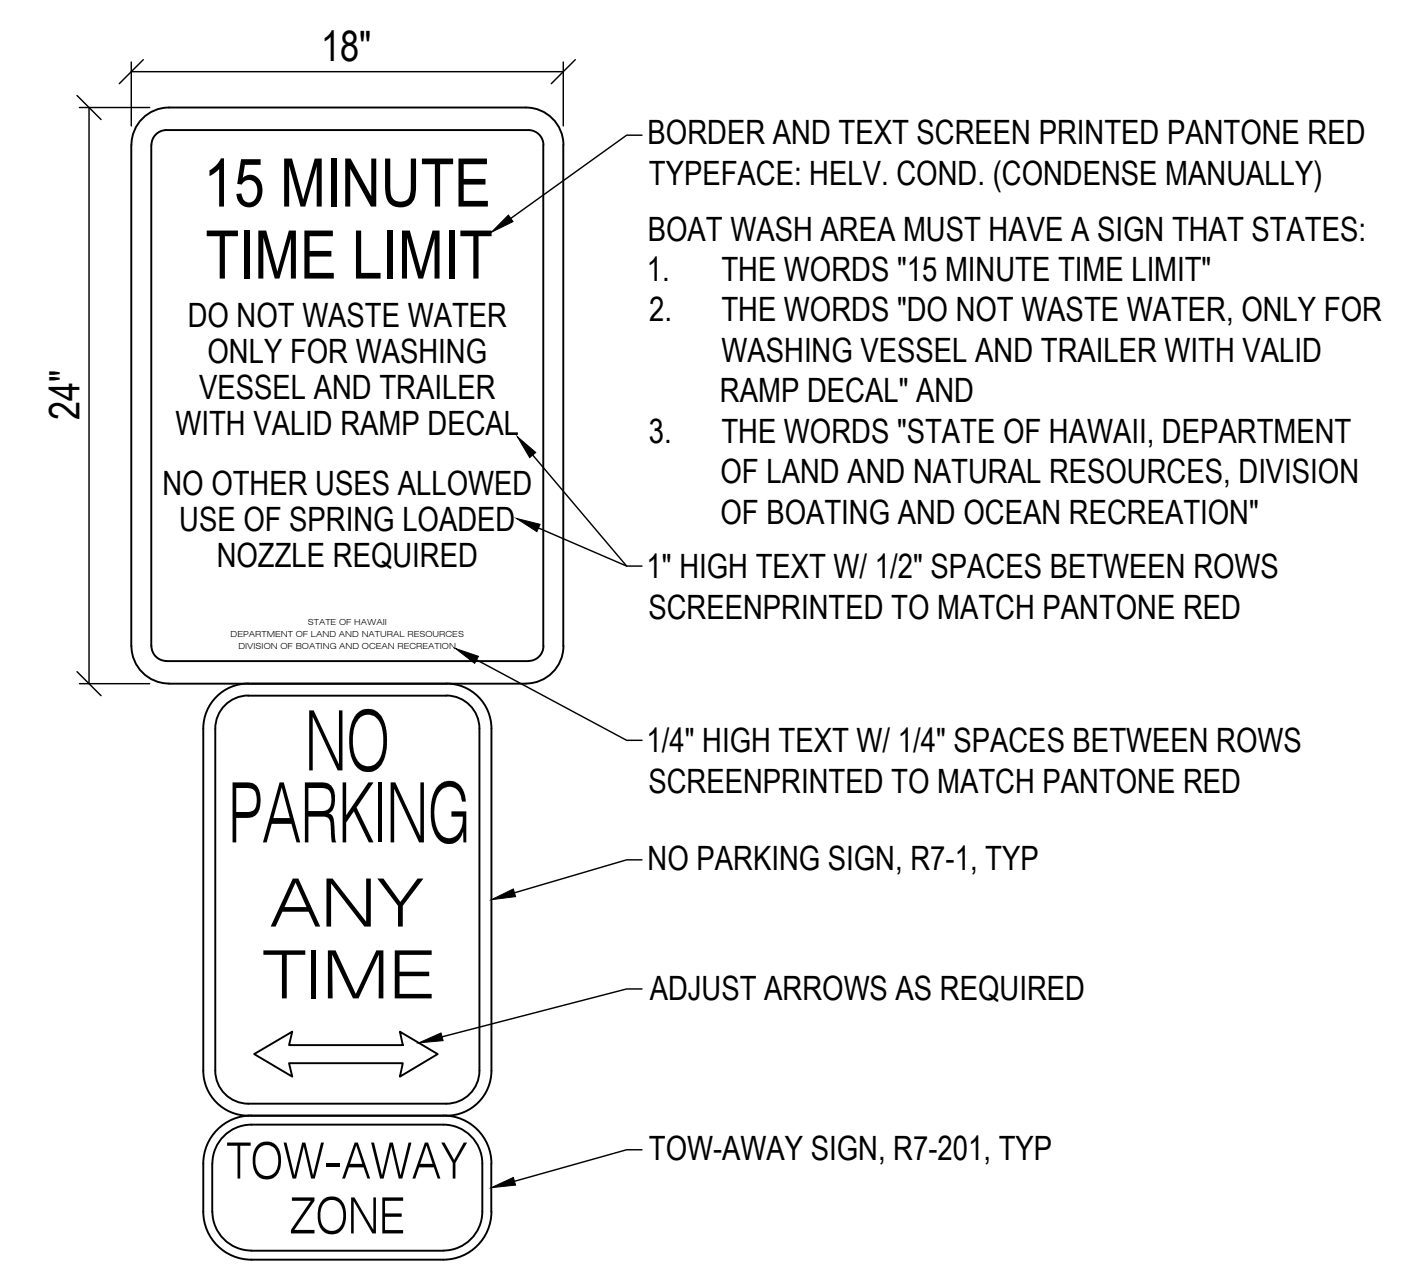 18"
24"
15 MINUTE
TIME LIMIT
DO NOT WASTE WATER
ONLY FOR WASHING
VESSEL AND TRAILER
WITH VALID RAMP DECAL
NO OTHER USES ALLOWED
USE OF SPRING LOADED
NOZZLE REQUIRED
STATE OF HAWAII
DEPARTMENT OF LAND AND NATURAL RESOURCES
DIVISION OF BOATING AND OCEAN RECREATION
NO
PARKING
ANY
TIME
TOW-AWAY
ZONE
BORDER AND TEXT SCREEN PRINTED PANTONE RED
TYPEFACE: HELV. COND. (CONDENSE MANUALLY)
BOAT WASH AREA MUST HAVE A SIGN THAT STATES:
1. THE WORDS "15 MINUTE TIME LIMIT"
2. THE WORDS "DO NOT WASTE WATER, ONLY FOR
WASHING VESSEL AND TRAILER WITH VALID
RAMP DECAL" AND
3. THE WORDS "STATE OF HAWAII, DEPARTMENT
OF LAND AND NATURAL RESOURCES, DIVISION
OF BOATING AND OCEAN RECREATION"
1" HIGH TEXT W/ 1/2" SPACES BETWEEN ROWS
SCREENPRINTED TO MATCH PANTONE RED
1/4" HIGH TEXT W/ 1/4" SPACES BETWEEN ROWS
SCREENPRINTED TO MATCH PANTONE RED
NO PARKING SIGN, R7-1, TYP
ADJUST ARROWS AS REQUIRED
TOW-AWAY SIGN, R7-201, TYP